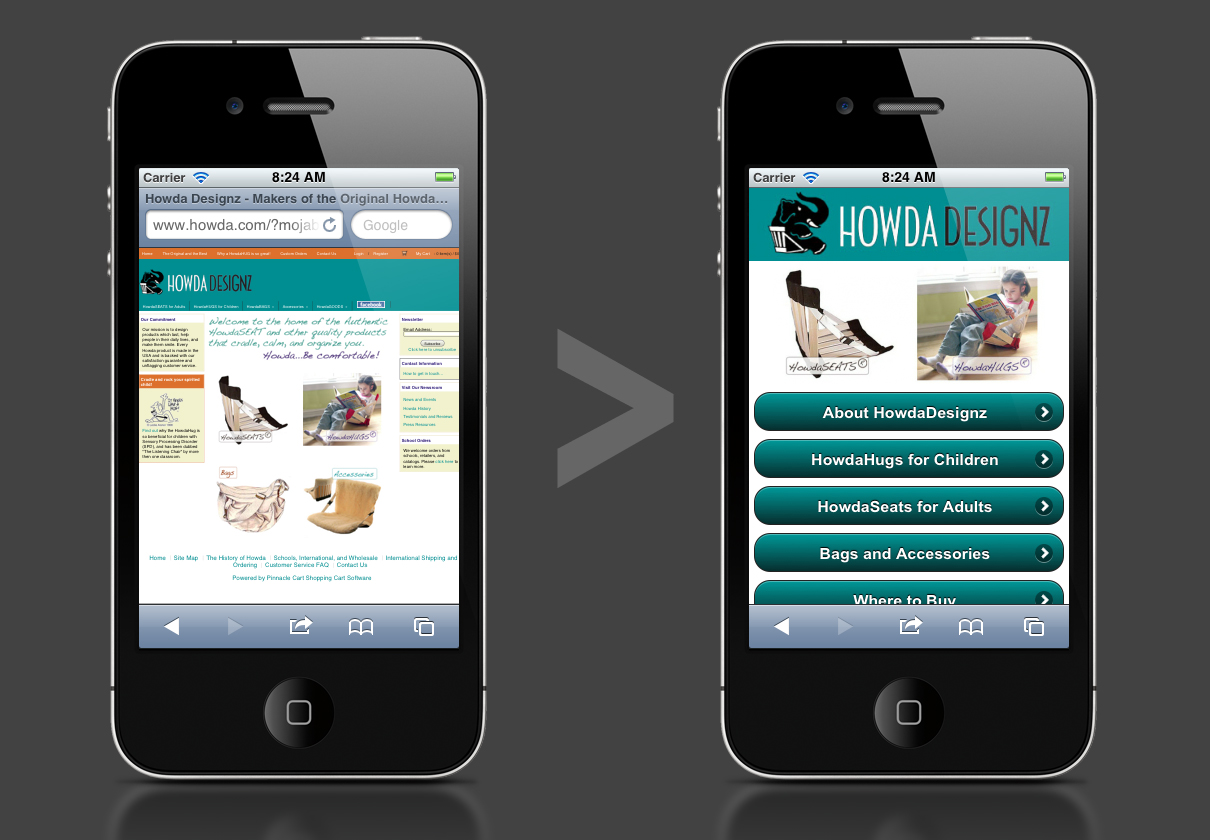 Carrier 8:24 AM
Howda Designz - Makers of the Original Howda…
www.howda.com/?mojab Google
Home The Original and the Best Why a HowdaHUG is so great! Custom Orders Contact Us Login Register My Cart
HOWDA DESIGNZ
HowdaSEATS for Adults HowdaHUGS for Children HowdaBAGS Accessories HowdaGOODS facebook
Our Commitment
Our mission is to design
products which last, help
people in their daily lives, and
make them smile. Every
Howda product is made in the
USA and is backed with our
satisfaction guarantee and
unflagging customer service.
Cradle and rock your spirited
child!
Find out why the HowdaHug is
so beneficial for children with
Sensory Processing Disorder
(SPD), and has been dubbed
"The Listening Chair" by more
than one classroom.
Welcome to the home of the Authentic
HowdaSEAT and other quality products
that cradle, calm, and organize you.
Howda...Be comfortable!
HowdaSEATS©
HowdaHUGS©
Bags
Accessories
Newsletter
Email Address:
Subscribe
Click here to unsubscribe
Contact Information
How to get in touch...
Visit Our Newsroom
News and Events
Howda History
Testimonials and Reviews
Press Resources
School Orders
We welcome orders from
schools, retailers, and
catalogs. Please click here to
learn more
Home | Site Map | The History of Howda | Schools, International, and Wholesale | International Shipping and
Ordering | Customer Service FAQ | Contact Us
Powered by Pinnacle Cart Shopping Cart Software
>
Carrier 8:24 AM
HOWDA DESIGNZ
HowdaSEATS©
HowdaHUGS©
About HowdaDesignz
HowdaHugs for Children
HowdaSeats for Adults
Bags and Accessories
Where to Buy